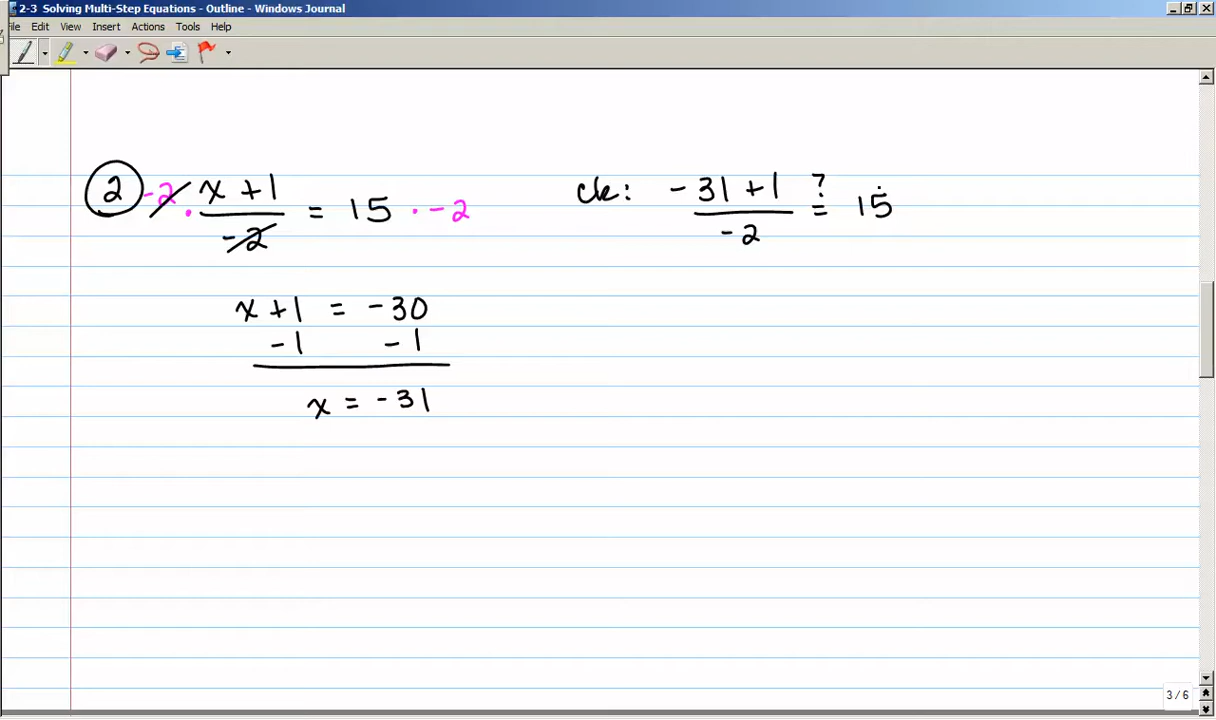 2-3 Solving Multi-Step Equations - Outline - Windows Journal
File Edit View Insert Actions Tools Help
2 -2 · x + 1 = 15 · -2
-2
ck: -31 + 1 ?= 15
-2
x + 1 = -30
-1 -1
x = -31
3 / 6